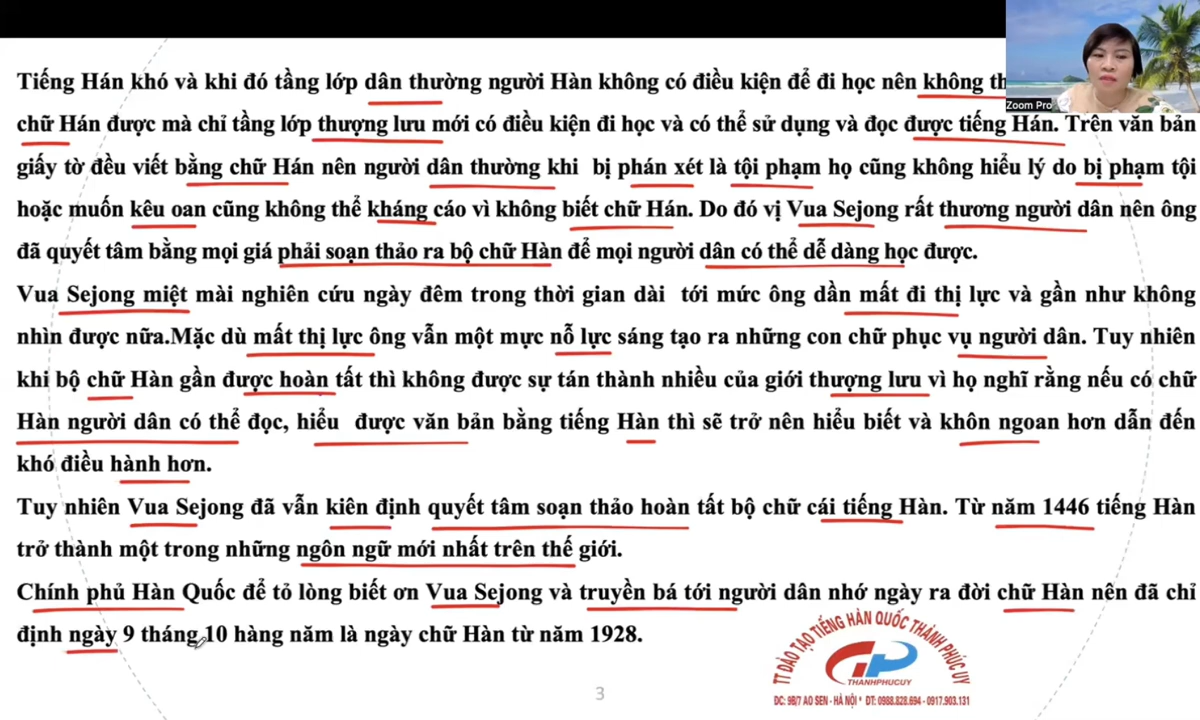 Tiếng Hán khó và khi đó tầng lớp dân thường người Hàn không có điều kiện để đi học nên không
chữ Hán được mà chỉ tầng lớp thượng lưu mới có điều kiện đi học và có thể sử dụng và đọc được tiếng Hán. Trên văn bản
giấy tờ đều viết bằng chữ Hán nên người dân thường khi bị phán xét là tội phạm họ cũng không hiểu lý do bị phạm tội
hoặc muốn kêu oan cũng không thể kháng cáo vì không biết chữ Hán. Do đó vị Vua Sejong rất thương người dân nên ông
đã quyết tâm bằng mọi giá phải soạn thảo ra bộ chữ Hàn để mọi người dân có thể dễ dàng học được.
Vua Sejong miệt mài nghiên cứu ngày đêm trong thời gian dài tới mức ông dần mất đi thị lực và gần như không
nhìn được nữa.Mặc dù mất thị lực ông vẫn một mực nỗ lực sáng tạo ra những con chữ phục vụ người dân. Tuy nhiên
khi bộ chữ Hàn gần được hoàn tất thì không được sự tán thành nhiều của giới thượng lưu vì họ nghĩ rằng nếu có chữ
Hàn người dân có thể đọc, hiểu được văn bản bằng tiếng Hàn thì sẽ trở nên hiểu biết và khôn ngoan hơn dẫn đến
khó điều hành hơn.
Tuy nhiên Vua Sejong đã vẫn kiên định quyết tâm soạn thảo hoàn tất bộ chữ cái tiếng Hàn. Từ năm 1446 tiếng Hàn
trở thành một trong những ngôn ngữ mới nhất trên thế giới.
Chính phủ Hàn Quốc để tỏ lòng biết ơn Vua Sejong và truyền bá tới người dân nhớ ngày ra đời chữ Hàn nên đã chỉ
định ngày 9 tháng 10 hàng năm là ngày chữ Hàn từ năm 1928.
Zoom Pro
TT ĐÀO TẠO TIẾNG HÀN QUỐC THÀNH PHÚC UY
THANHPHUCUY
ĐC: 9B/7 AO SEN - HÀ NỘI * ĐT: 0988.828.694 - 0917.903.131
3